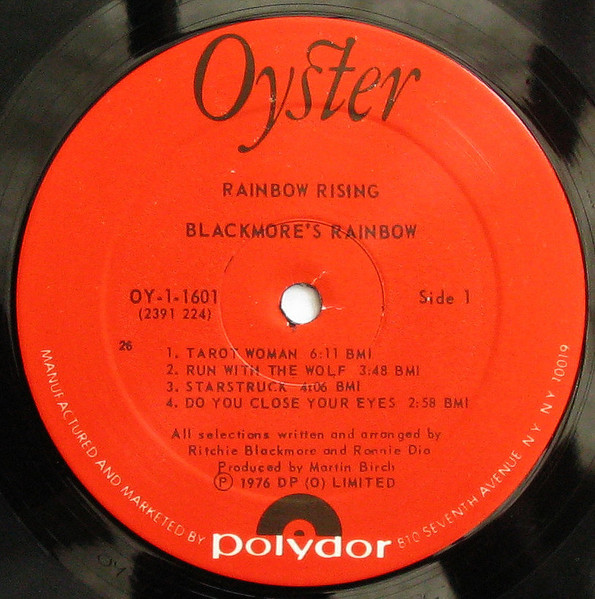 Oyster
RAINBOW RISING
BLACKMORE'S RAINBOW
OY-1-1601
(2391 224)
Side 1
26
1. TAROT WOMAN 6:11 BMI
2. RUN WITH THE WOLF 3:48 BMI
3. STARSTRUCK 4:06 BMI
4. DO YOU CLOSE YOUR EYES 2:58 BMI
All selections written and arranged by
Ritchie Blackmore and Ronnie Dio
Produced by Martin Birch
Ⓟ 1976 DP (O) LIMITED
MANUFACTURED AND MARKETED BY polydor 810 SEVENTH AVENUE N Y, N Y 10019